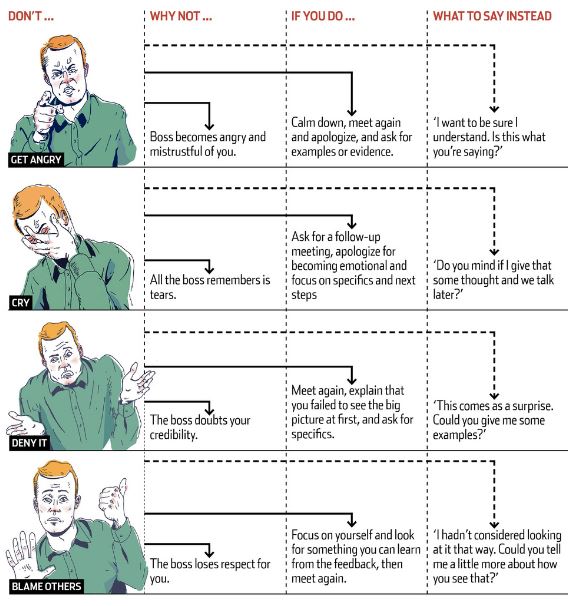 DON'T ...
WHY NOT ...
IF YOU DO ...
WHAT TO SAY INSTEAD
GET ANGRY
Boss becomes angry and
mistrustful of you.
Calm down, meet again
and apologize, and ask for
examples or evidence.
'I want to be sure I
understand. Is this what
you're saying?'
CRY
All the boss remembers is
tears.
Ask for a follow-up
meeting, apologize for
becoming emotional and
focus on specifics and next
steps
'Do you mind if I give that
some thought and we talk
later?'
DENY IT
The boss doubts your
credibility.
Meet again, explain that
you failed to see the big
picture at first, and ask for
specifics.
'This comes as a surprise.
Could you give me some
examples?'
BLAME OTHERS
The boss loses respect for
you.
Focus on yourself and look
for something you can learn
from the feedback, then
meet again.
'I hadn't considered looking
at it that way. Could you tell
me a little more about how
you see that?'